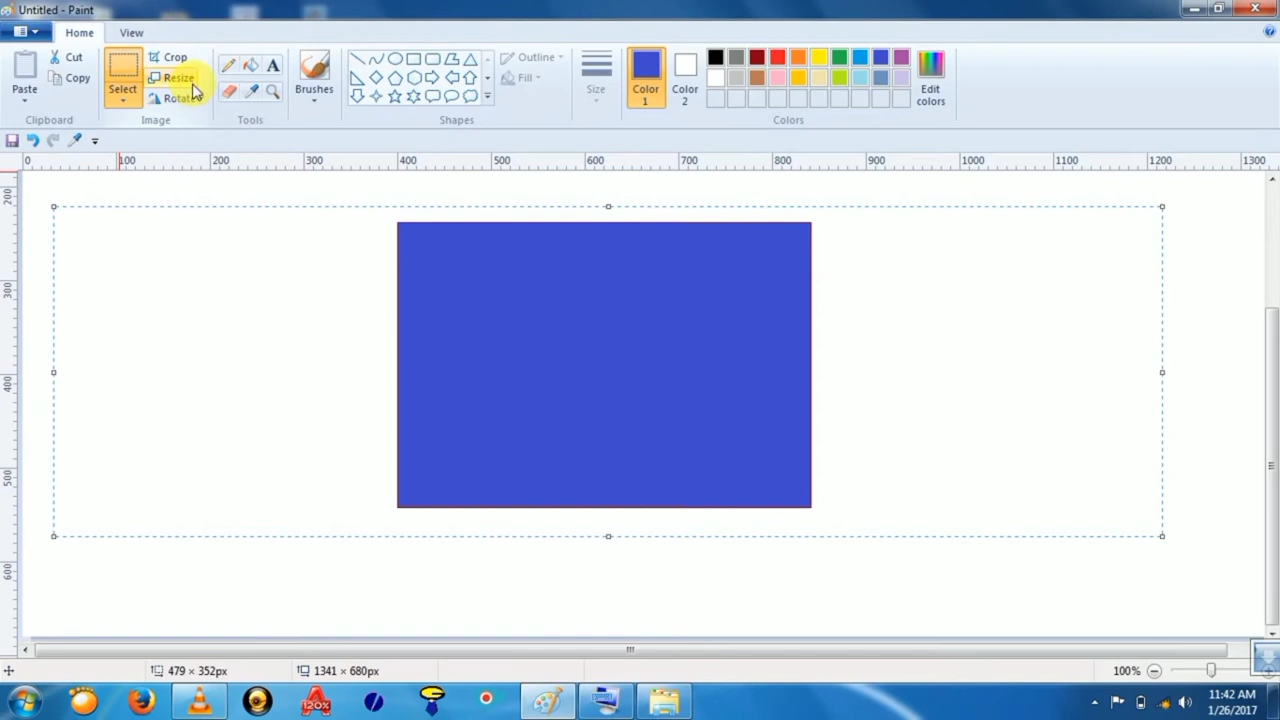 Untitled - Paint
Home View
Paste
Cut
Copy
Clipboard
Select
Crop
Resize
Rotate
Image
A
Tools
Brushes
Outline
Fill
Shapes
Size
Color 1
Color 2
Edit colors
Colors
0 100 200 300 400 500 600 700 800 900 1000 1100 1200 1300
200
300
400
500
600
479 × 352px 1341 × 680px 100%
120%
11:42 AM
1/26/2017